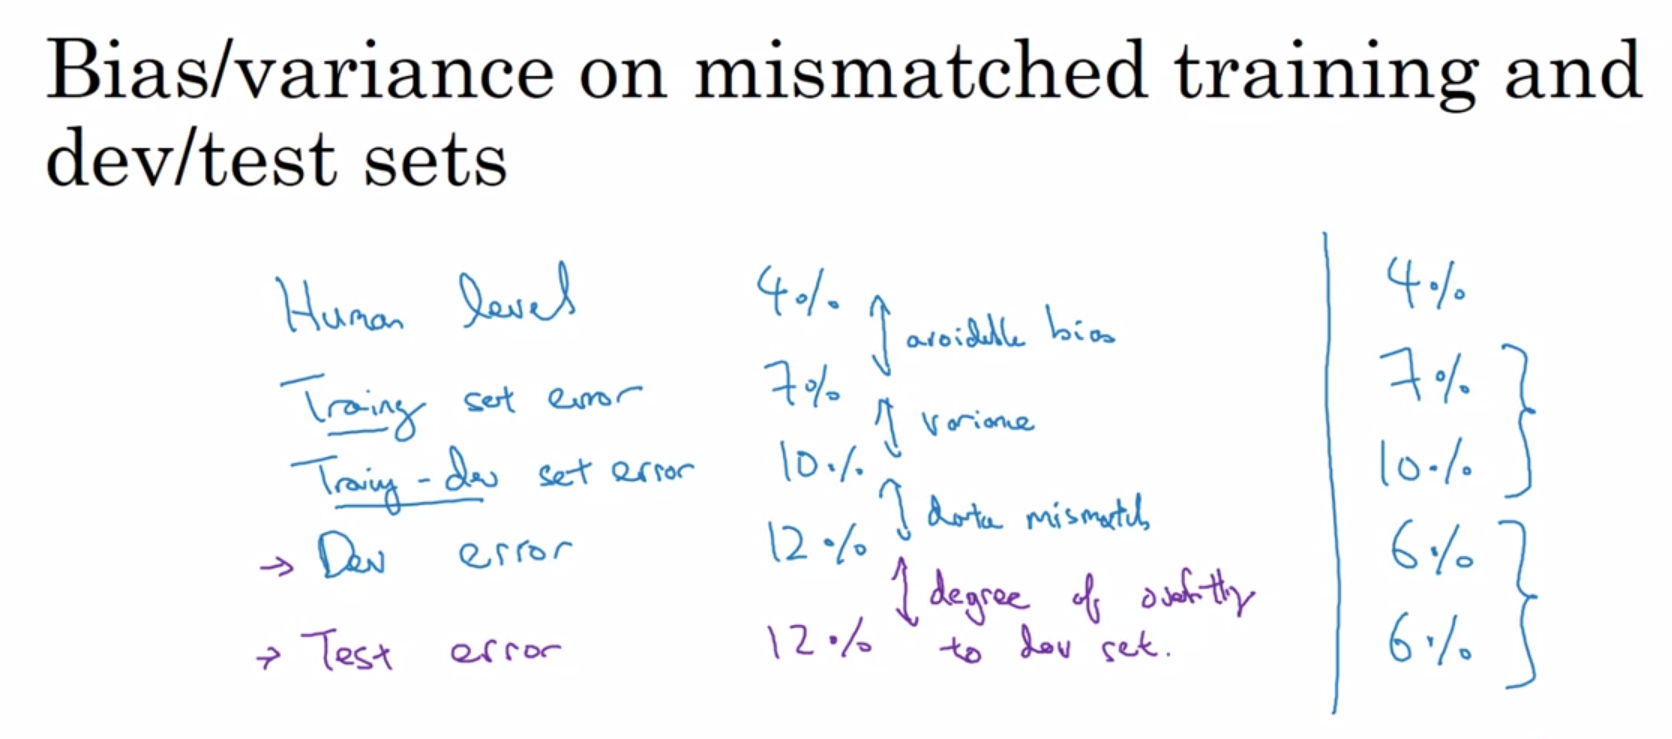 Bias/variance on mismatched training and
dev/test sets
Human level 4% 4%
avoidable bias
Training set error 7% 7%
variance
Training-dev set error 10% 10%
data mismatch
→ Dev error 12% 6%
degree of overfitting
→ Test error 12% to dev set. 6%